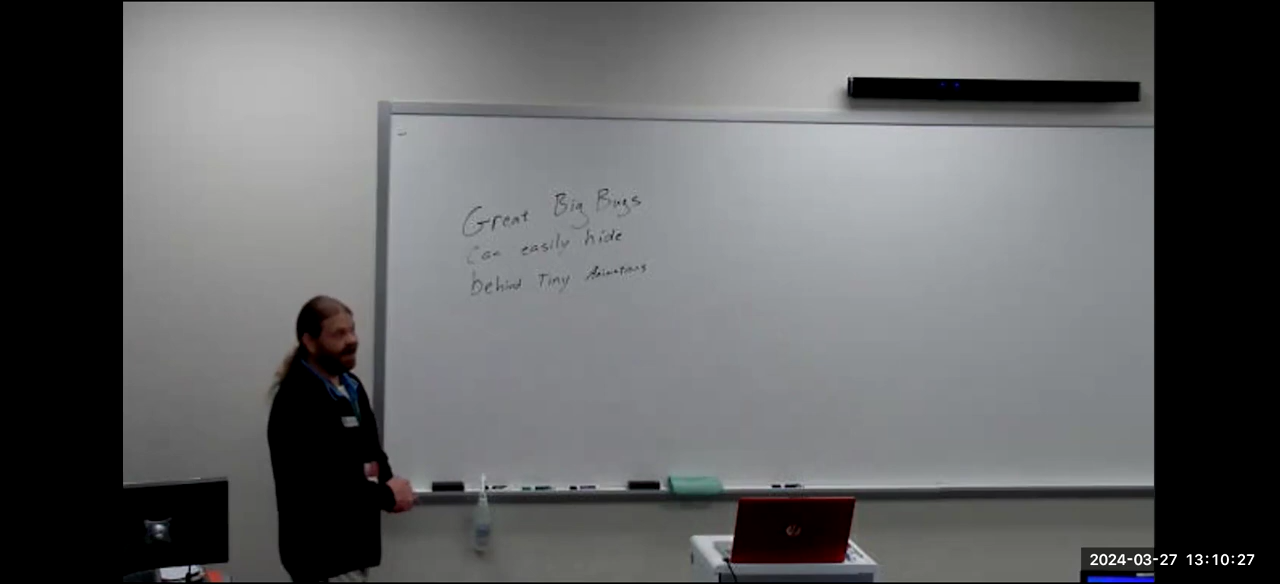 Great Big Bugs
Can easily hide
behind Tiny Animations
2024-03-27 13:10:27